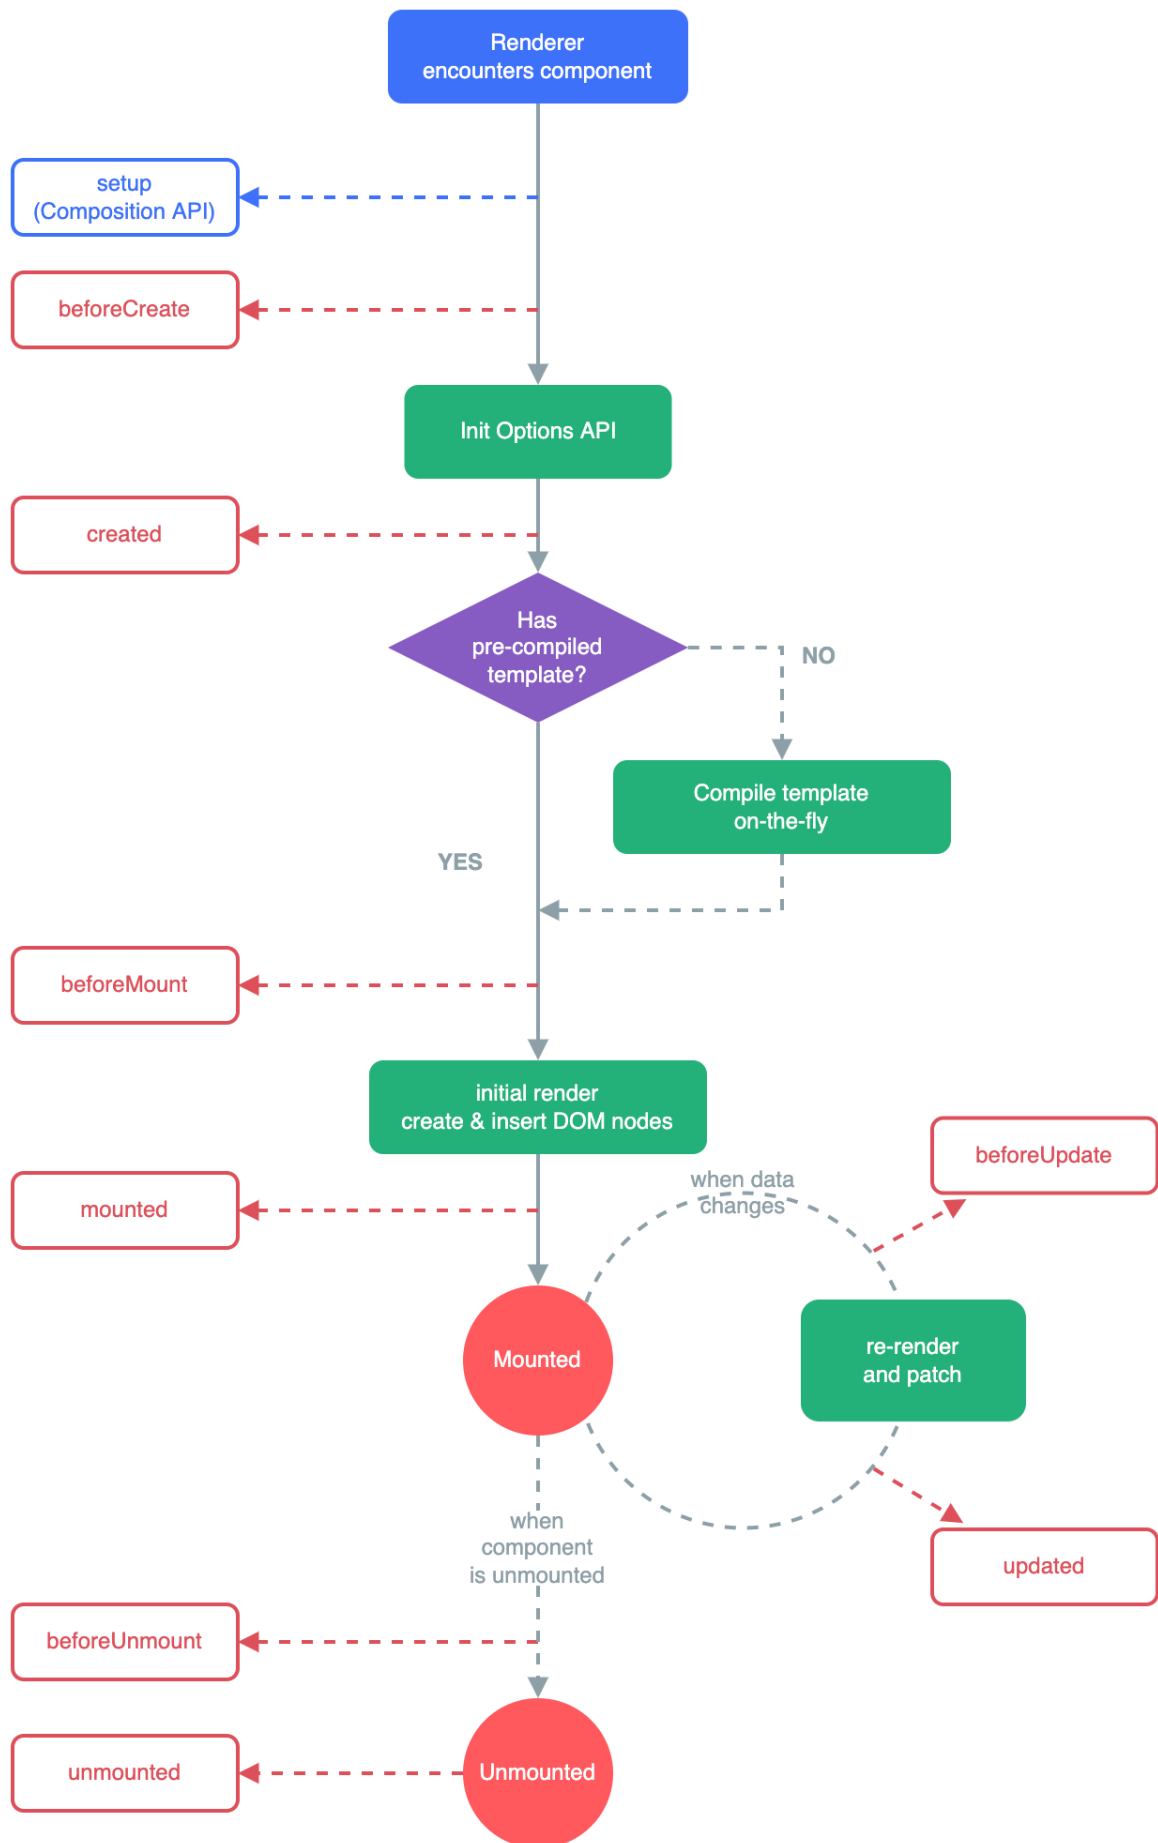 Renderer
encounters component
setup
(Composition API)
beforeCreate
Init Options API
created
Has
pre-compiled
template?
NO
Compile template
on-the-fly
YES
beforeMount
initial render
create & insert DOM nodes
beforeUpdate
mounted
when data
changes
Mounted
re-render
and patch
when
component
is unmounted
updated
beforeUnmount
unmounted
Unmounted